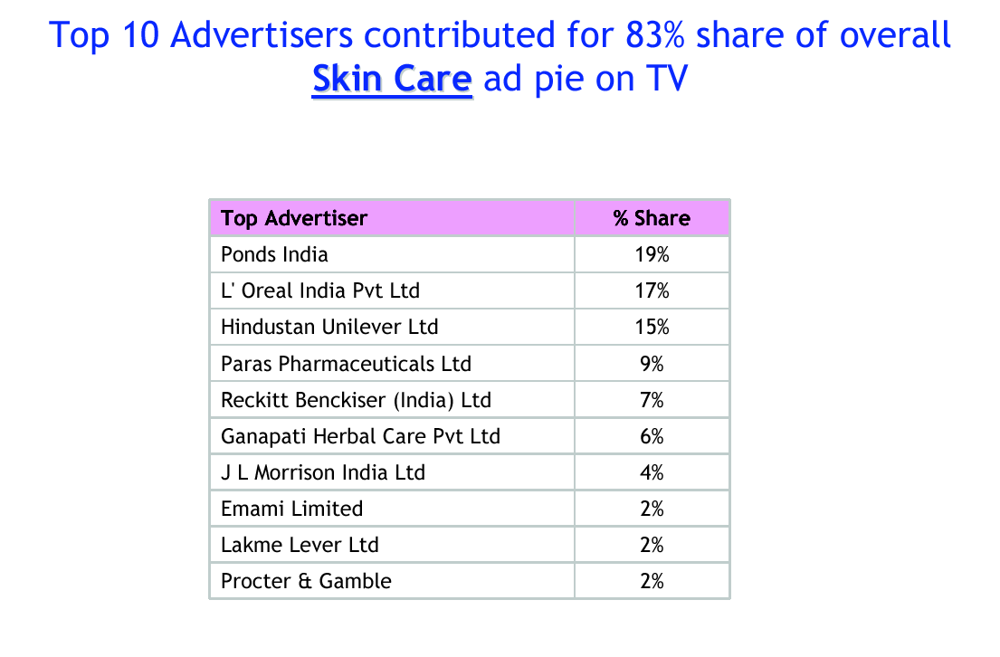 Top 10 Advertisers contributed for 83% share of overall
Skin Care ad pie on TV
Top Advertiser % Share
Ponds India 19%
L' Oreal India Pvt Ltd 17%
Hindustan Unilever Ltd 15%
Paras Pharmaceuticals Ltd 9%
Reckitt Benckiser (India) Ltd 7%
Ganapati Herbal Care Pvt Ltd 6%
J L Morrison India Ltd 4%
Emami Limited 2%
Lakme Lever Ltd 2%
Procter & Gamble 2%